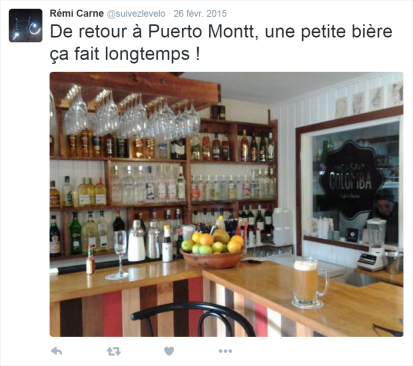 Rémi Carne @suivezlevelo · 26 févr. 2015
De retour à Puerto Montt, une petite bière
ça fait longtemps !
COLOMBA